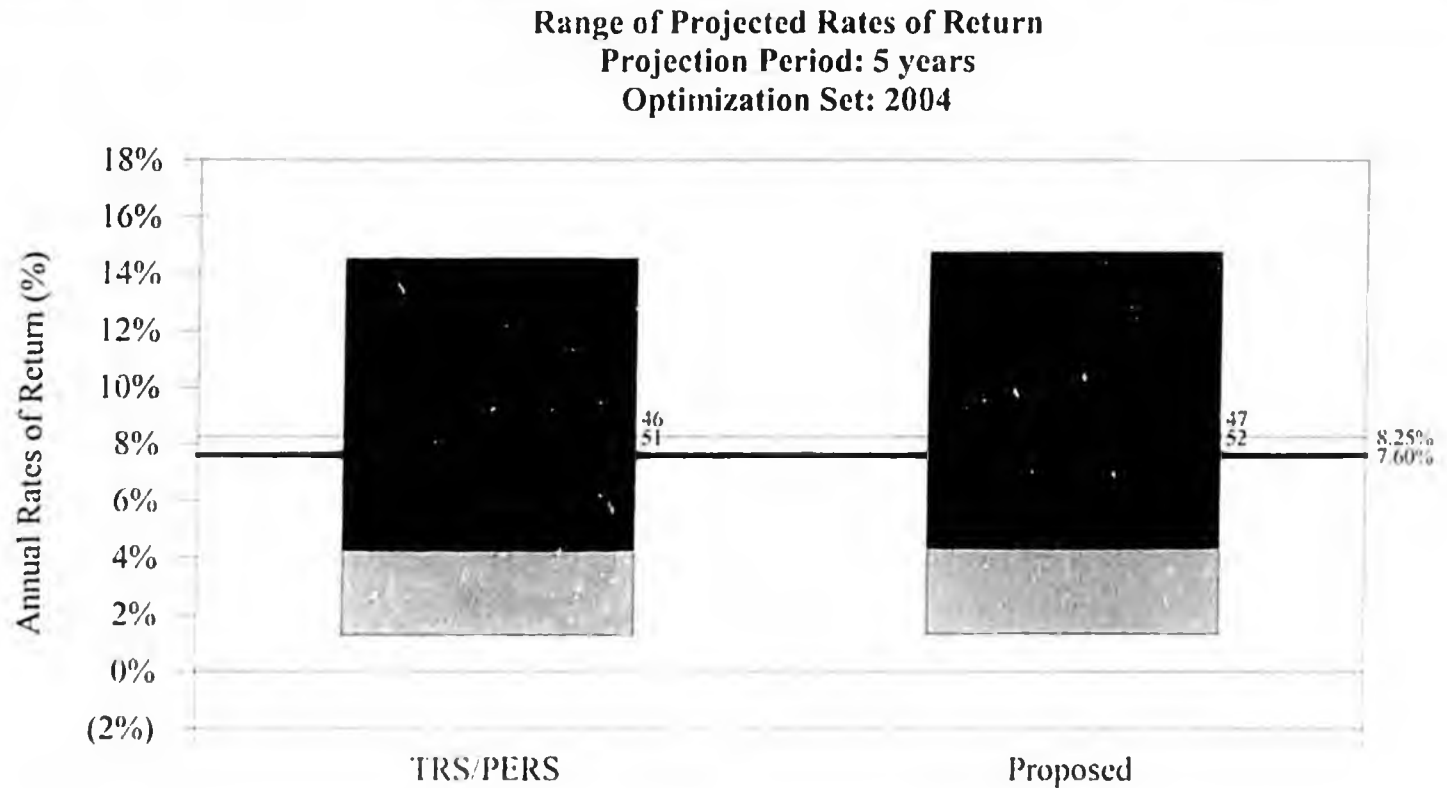 Range of Projected Rates of Return
Projection Period: 5 years
Optimization Set: 2004
18%
16%
14%
12%
10%
8%
6%
4%
2%
0%
(2%)
Annual Rates of Return (%)
46
51
47
52
8.25%
7.60%
TRS/PERS
Proposed